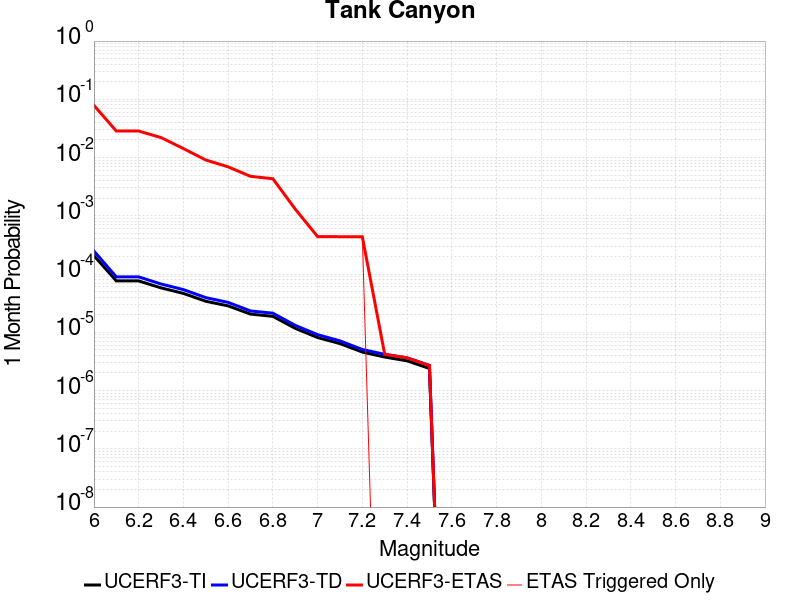 Tank Canyon
10^0
10^-1
10^-2
10^-3
10^-4
10^-5
10^-6
10^-7
10^-8
1 Month Probability
6 6.2 6.4 6.6 6.8 7 7.2 7.4 7.6 7.8 8 8.2 8.4 8.6 8.8 9
Magnitude
UCERF3-TI UCERF3-TD UCERF3-ETAS ETAS Triggered Only